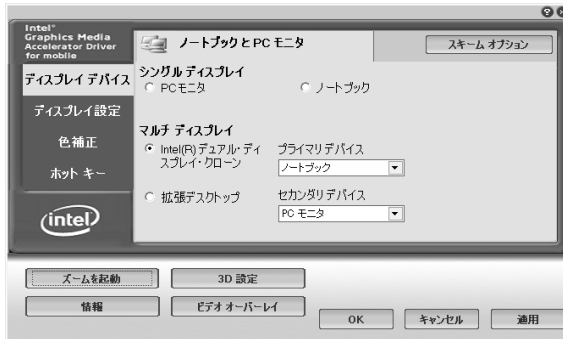 Intel®
Graphics Media
Accelerator Driver
for mobile
ノートブックとPC モニタ
スキーム オプション
ディスプレイ デバイス
シングル ディスプレイ
PCモニタ
ノートブック
ディスプレイ設定
マルチ ディスプレイ
色補正
Intel(R) デュアル・ディスプレイ・クローン
プライマリ デバイス
ノートブック
ホット キー
拡張デスクトップ
セカンダリ デバイス
PC モニタ
intel
ズームを起動
3D 設定
情報
ビデオ オーバーレイ
OK
キャンセル
適用